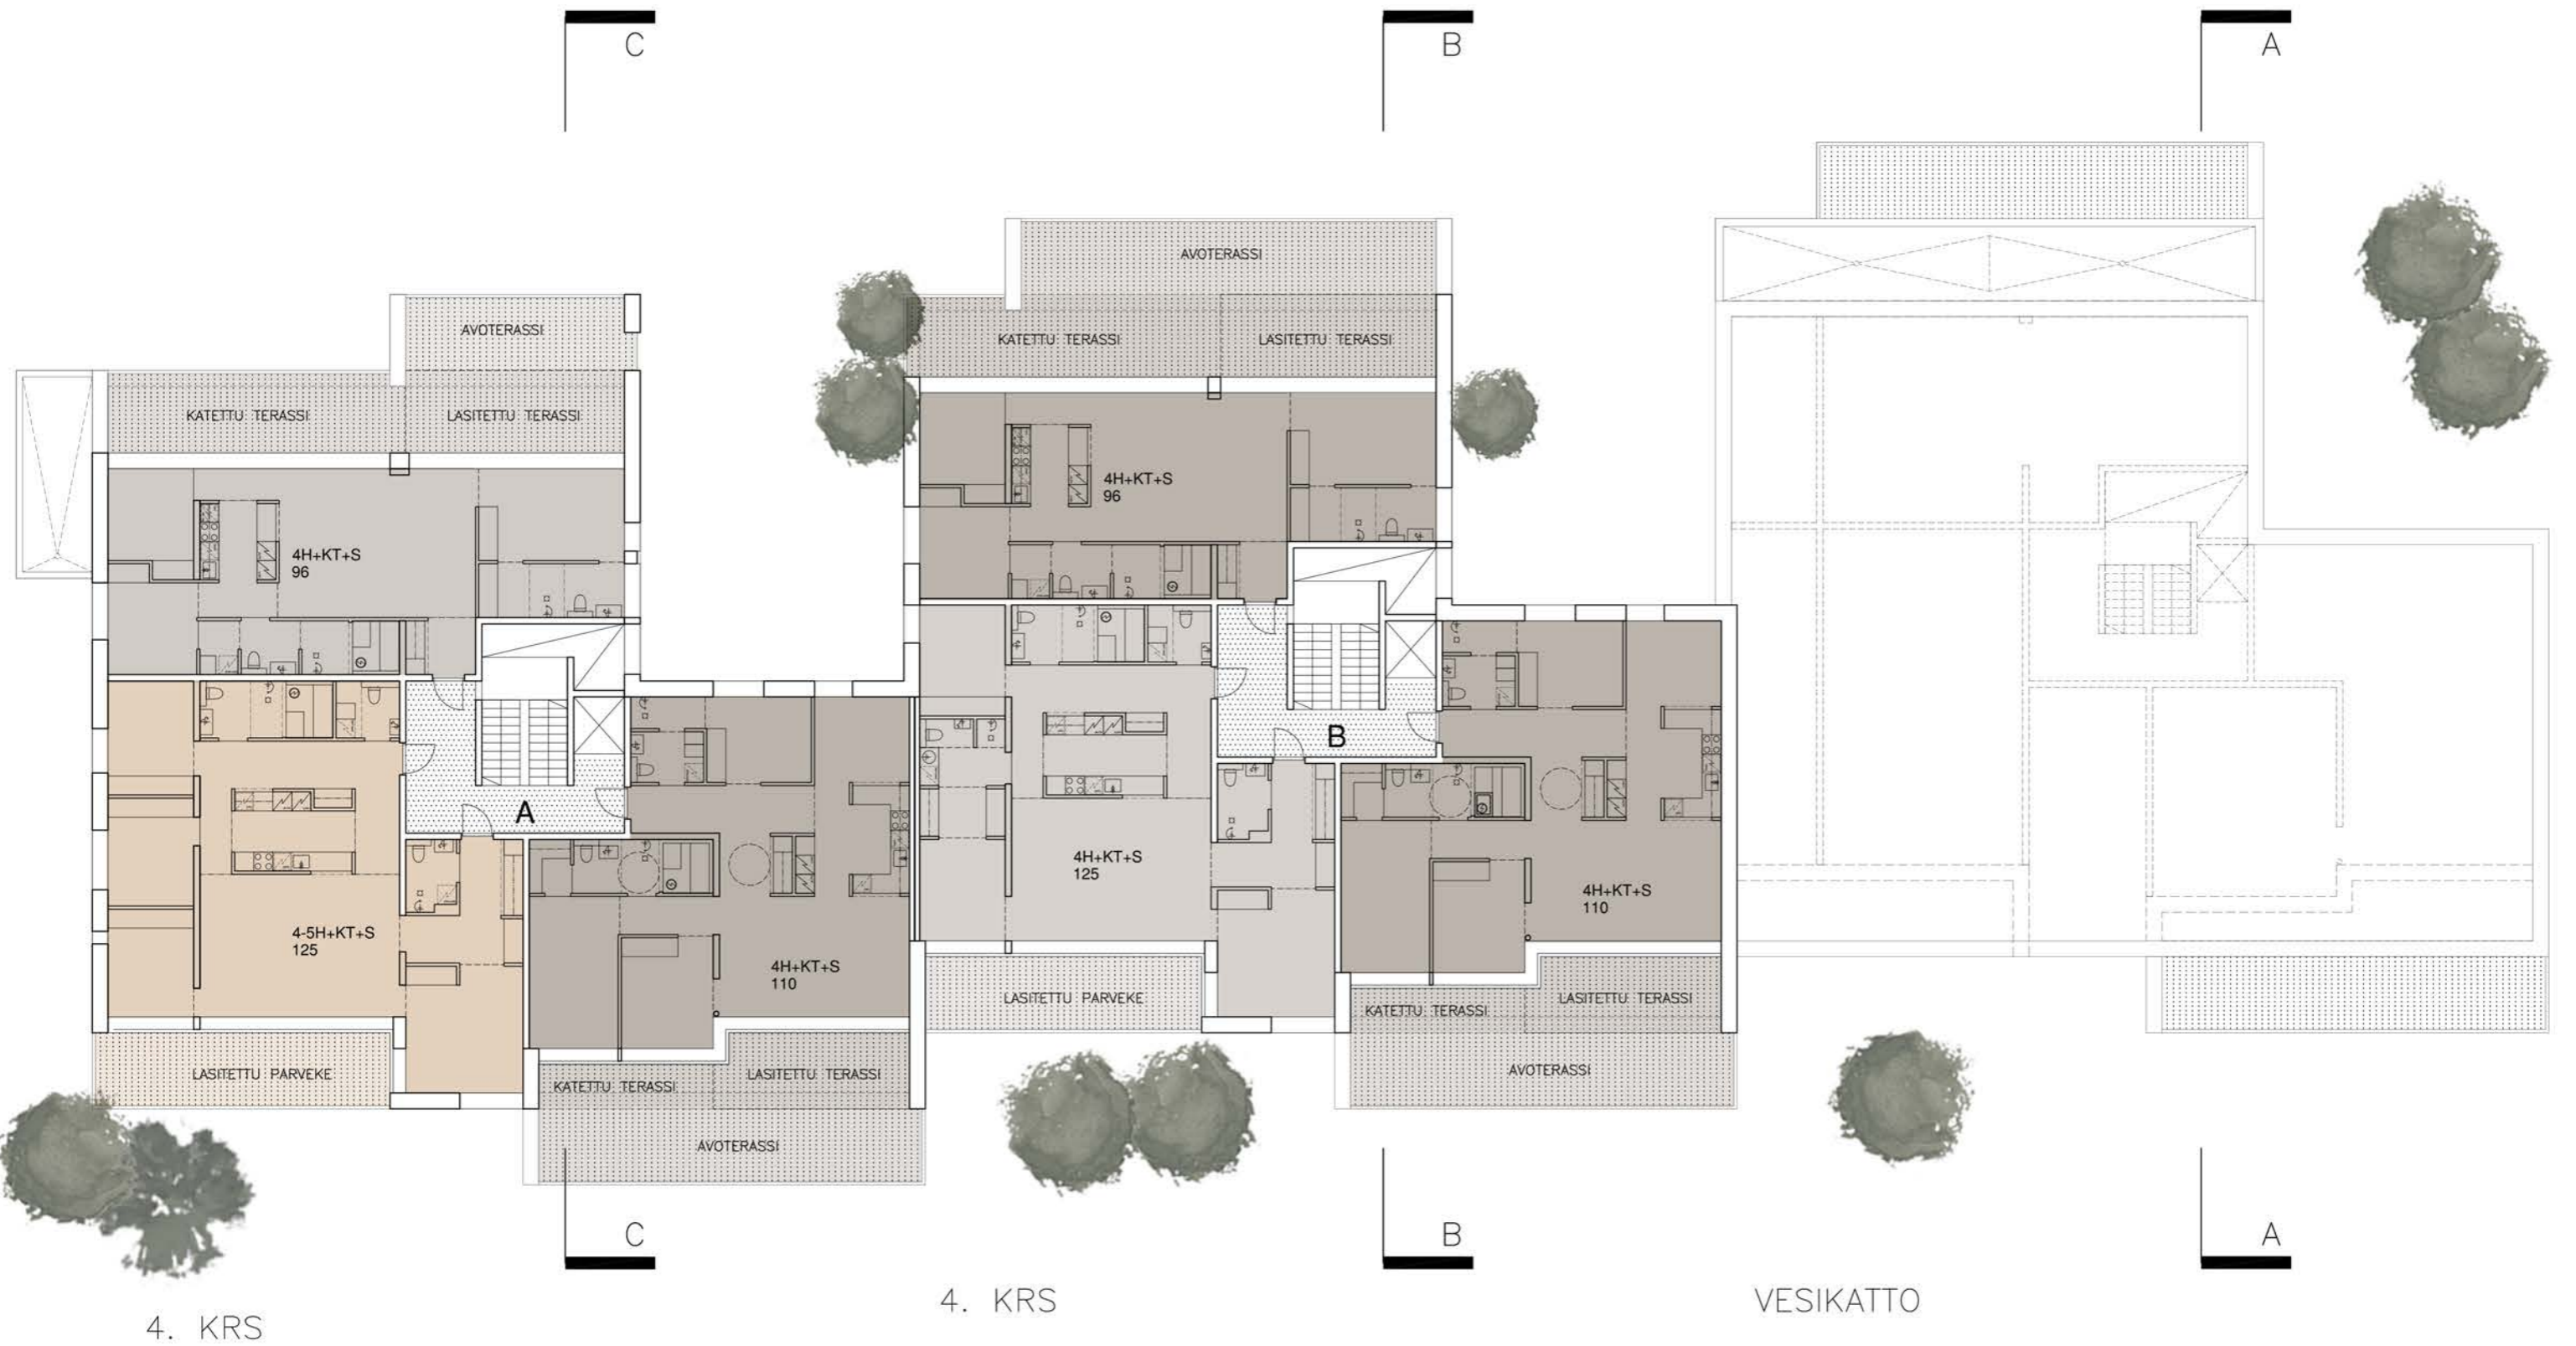 C
B
A
AVOTERASSI
KATETTU TERASSI
LASITETTU TERASSI
4H+KT+S
96
A
4-5H+KT+S
125
4H+KT+S
110
LASITETTU PARVEKE
KATETTU TERASSI
LASITETTU TERASSI
AVOTERASSI
AVOTERASSI
KATETTU TERASSI
LASITETTU TERASSI
4H+KT+S
96
B
4H+KT+S
125
4H+KT+S
110
LASITETTU PARVEKE
KATETTU TERASSI
LASITETTU TERASSI
AVOTERASSI
C
B
A
4. KRS
4. KRS
VESIKATTO